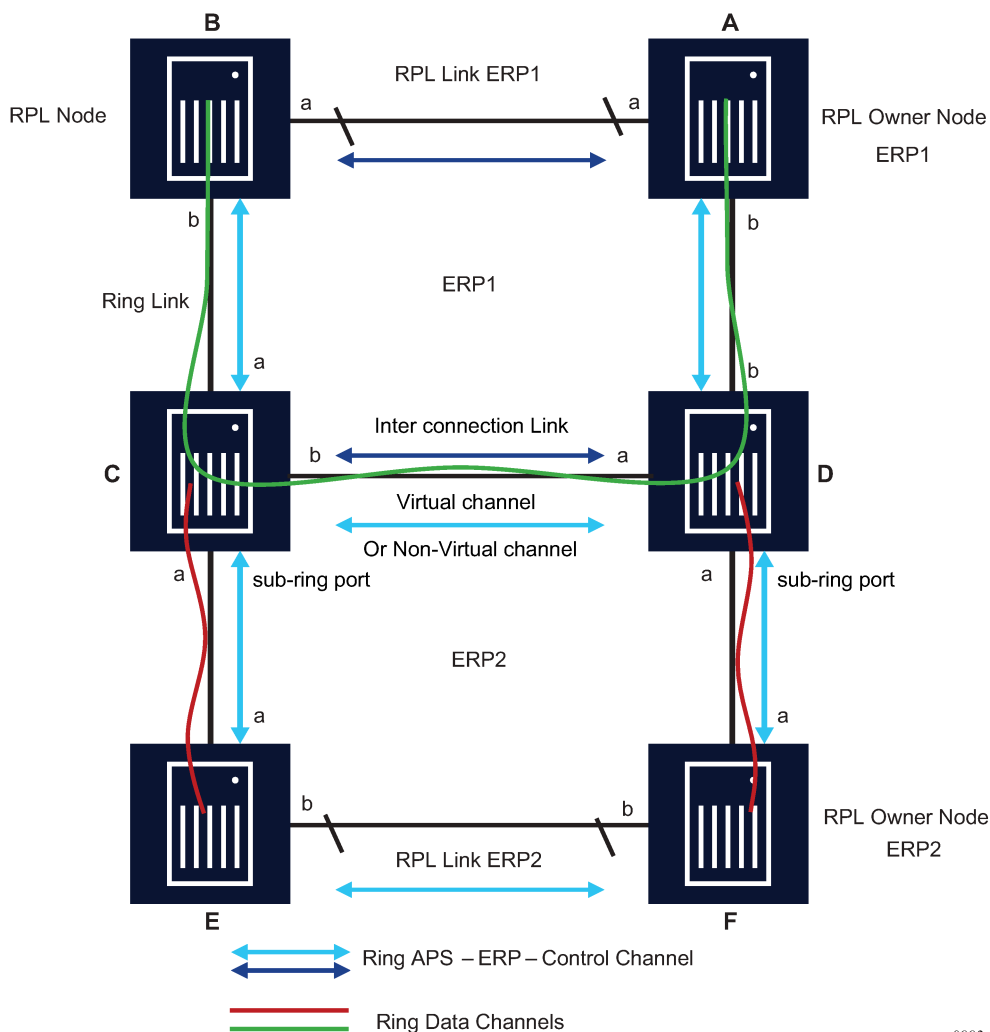 B
A
RPL Link ERP1
a
a
RPL Node
RPL Owner Node
ERP1
b
b
ERP1
Ring Link
a
b
Inter connection Link
b
a
C
D
Virtual channel
Or Non-Virtual channel
a
sub-ring port
a
sub-ring port
ERP2
a
a
b
b
RPL Owner Node
ERP2
RPL Link ERP2
E
F
Ring APS – ERP – Control Channel
Ring Data Channels